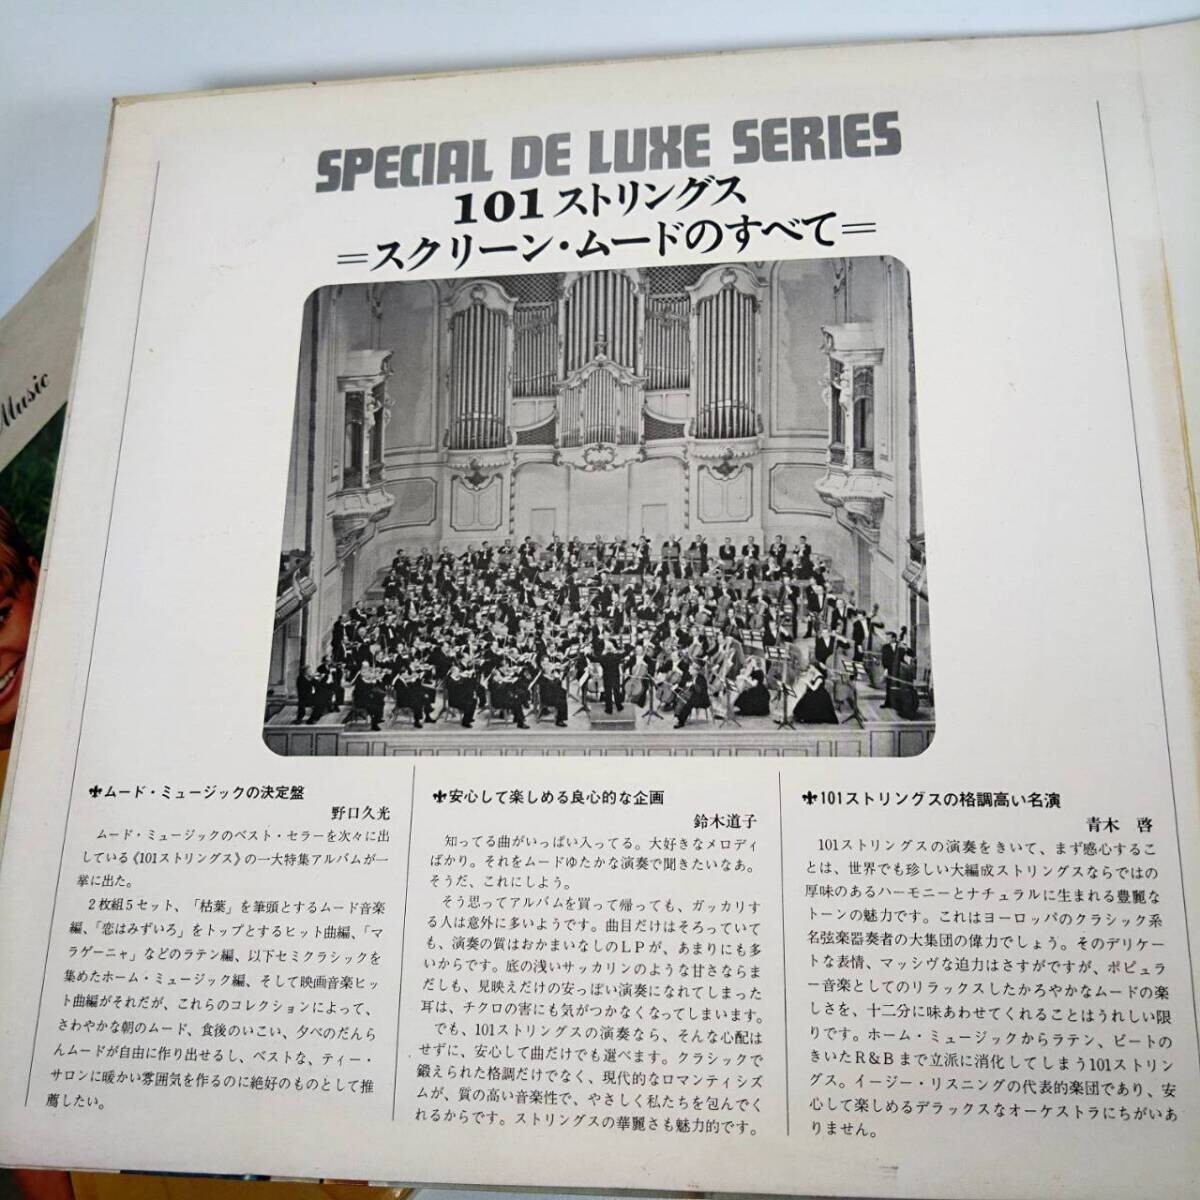 Music
SPECIAL DE LUXE SERIES
101ストリングス
=スクリーン・ムードのすべて=
⚜ムード・ミュージックの決定盤
野口久光
ムード・ミュージックのベスト・セラーを次々に出
している《101ストリングス》の一大特集アルバムが一
挙に出た。
2枚組5セット、「枯葉」を筆頭とするムード音楽
編、「恋はみずいろ」をトップとするヒット曲編、「マ
ラゲーニャ」などのラテン編、以下セミクラシックを
集めたホーム・ミュージック編、そして映画音楽ヒッ
ト曲編がそれだが、これらのコレクションによって、
さわやかな朝のムード、食後のいこい、夕べのだんら
んムードが自由に作り出せるし、ベストな、ティー・
サロンに暖かい雰囲気を作るのに絶好のものとして推
薦したい。
⚜安心して楽しめる良心的な企画
鈴木道子
知ってる曲がいっぱい入ってる。大好きなメロディ
ばかり。それをムードゆたかな演奏で聞きたいなあ。
そうだ、これにしよう。
そう思ってアルバムを買って帰っても、ガッカリす
る人は意外に多いようです。曲目だけはそろっていて
も、演奏の質はおかまいなしのLPが、あまりにも多
いからです。底の浅いサッカリンのような甘さならま
だしも、見映えだけの安っぽい演奏になれてしまった
耳は、チクロの害にも気がつかなくなってしまいます。
でも、101ストリングスの演奏なら、そんな心配は
せずに、安心して曲だけでも選べます。クラシックで
鍛えられた格調だけでなく、現代的なロマンティシズ
ムが、質の高い音楽性で、やさしく私たちを包んでく
れるからです。ストリングスの華麗さも魅力的です。
⚜101ストリングスの格調高い名演
青木 啓
101ストリングスの演奏をきいて、まず感心するこ
とは、世界でも珍しい大編成ストリングスならではの
厚味のあるハーモニーとナチュラルに生まれる豊麗な
トーンの魅力です。これはヨーロッパのクラシック系
名弦楽器奏者の大集団の偉力でしょう。そのデリケー
トな表情、マッシヴな迫力はさすがですが、ポピュラ
ー音楽としてのリラックスしたかろやかなムードの楽
しさを、十二分に味あわせてくれることはうれしい限
りです。ホーム・ミュージックからラテン、ビートの
きいたR&Bまで立派に消化してしまう101ストリン
グス。イージー・リスニングの代表的楽団であり、安
心して楽しめるデラックスなオーケストラにちがいあ
りません。